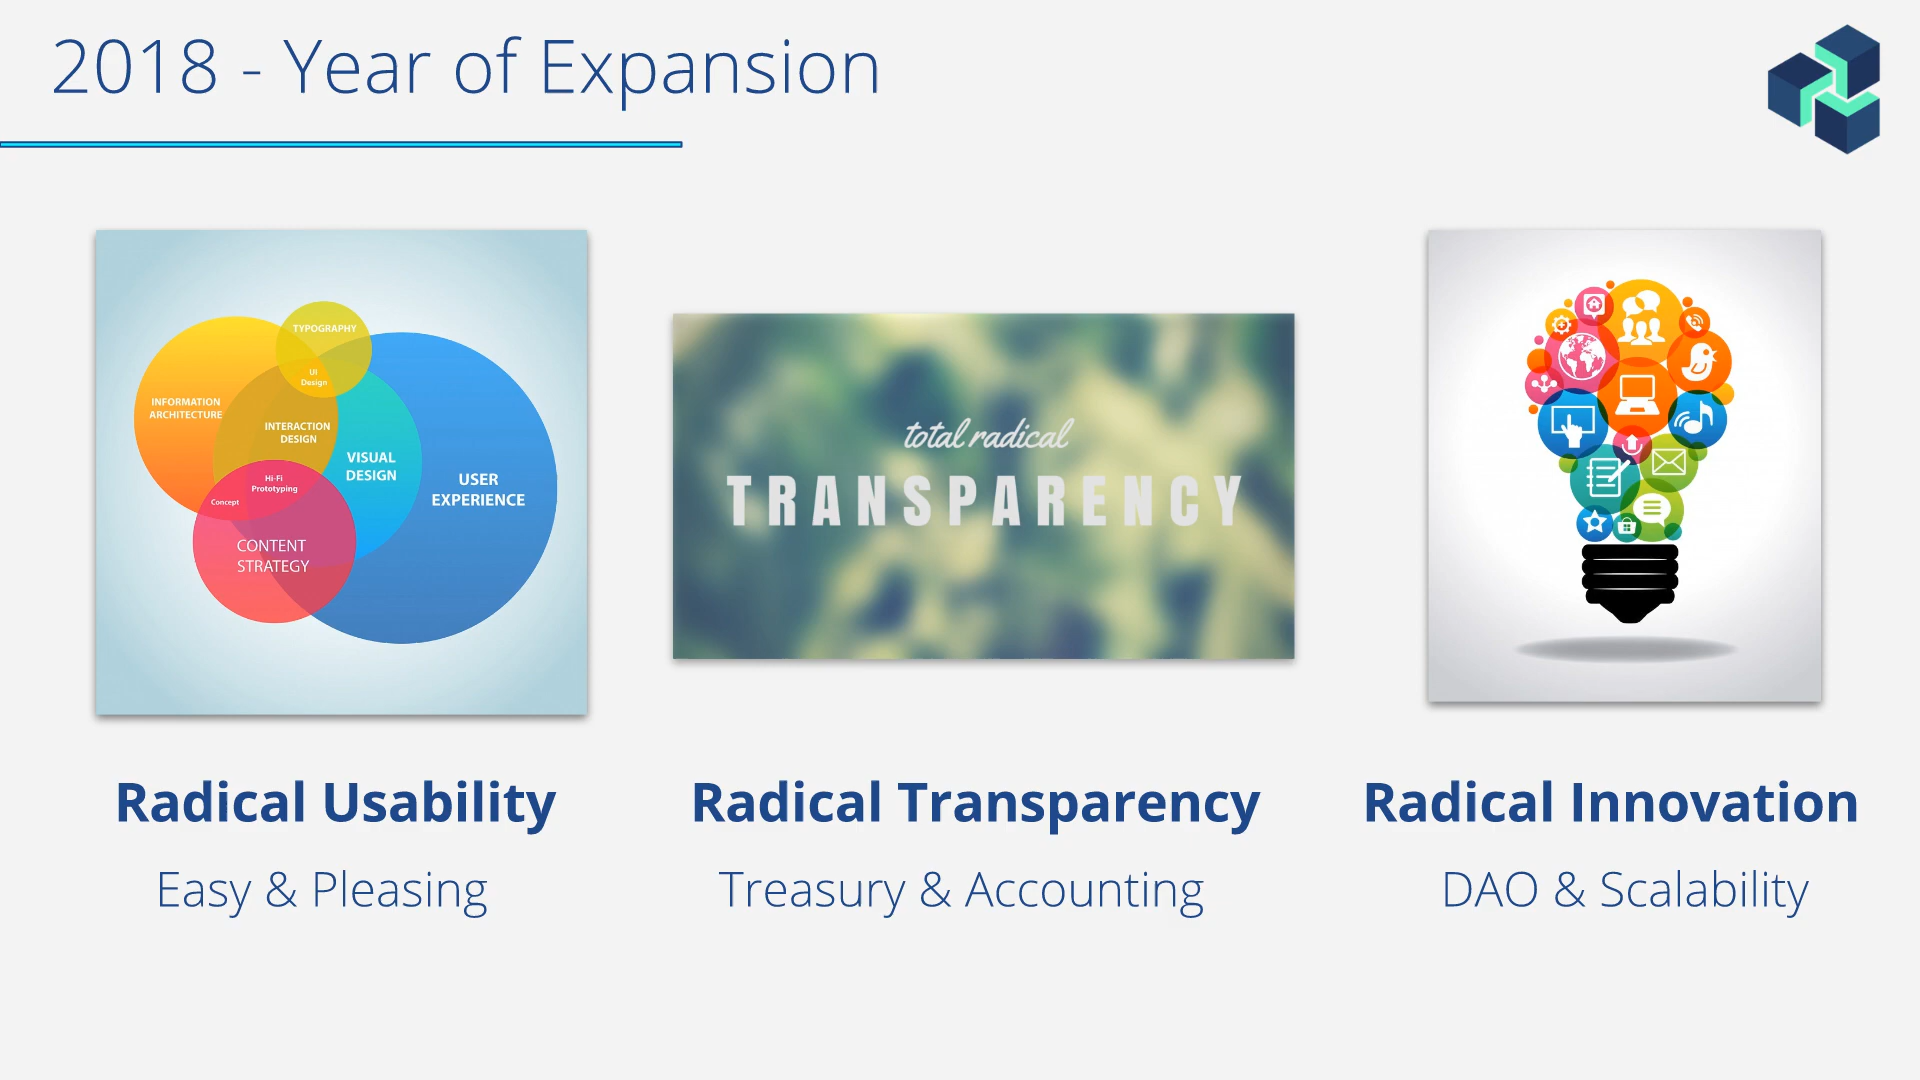 2018 - Year of Expansion
TYPOGRAPHY
UI
Design
INFORMATION
ARCHITECTURE
INTERACTION
DESIGN
VISUAL
DESIGN
USER
EXPERIENCE
Hi-Fi
Prototyping
Concept
CONTENT
STRATEGY
total radical
TRANSPARENCY
Radical Usability
Easy & Pleasing
Radical Transparency
Treasury & Accounting
Radical Innovation
DAO & Scalability